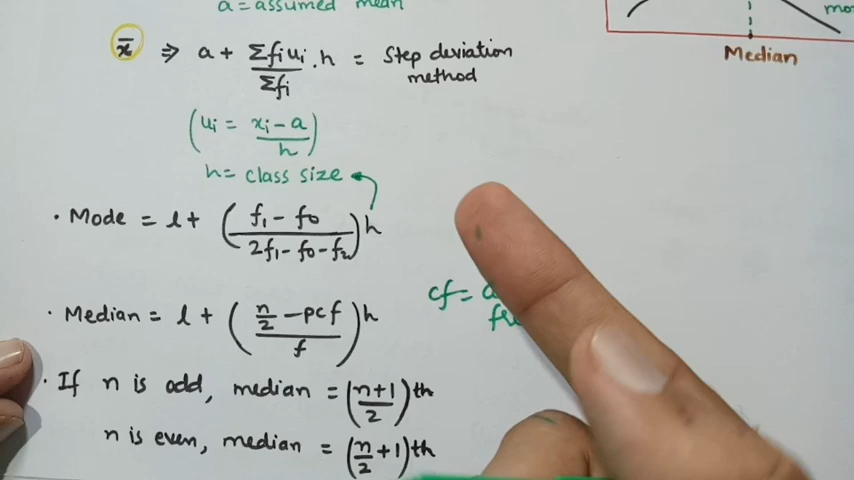 a = assumed mean
x̄ ⇒ a + Σfiui/Σfi . h = Step deviation method
(ui = xi - a / h)
h = class size
• Mode = l + (f1 - f0 / 2f1 - f0 - f2) h
• Median = l + (n/2 - pcf / f) h
cf =
• If n is odd, median = (n+1/2)th
n is even, median = (n/2 + 1)th
Median